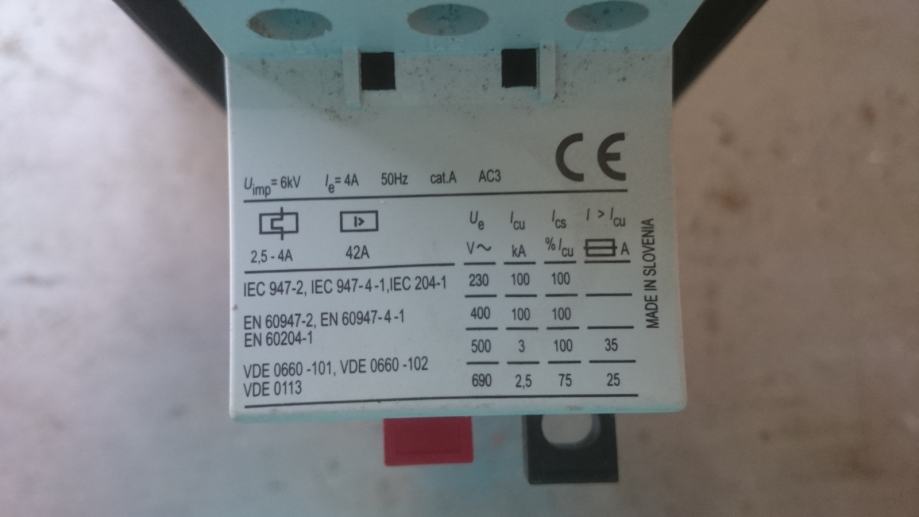 CE
Uimp= 6kV Ie= 4A 50Hz cat.A AC3
I>
2,5 - 4A 42A
Ue Icu Ics I > Icu
V~ kA % Icu A
IEC 947-2, IEC 947-4-1,IEC 204-1
EN 60947-2, EN 60947-4-1
EN 60204-1
VDE 0660 -101, VDE 0660 -102
VDE 0113
230 100 100
400 100 100
500 3 100 35
690 2,5 75 25
MADE IN SLOVENIA